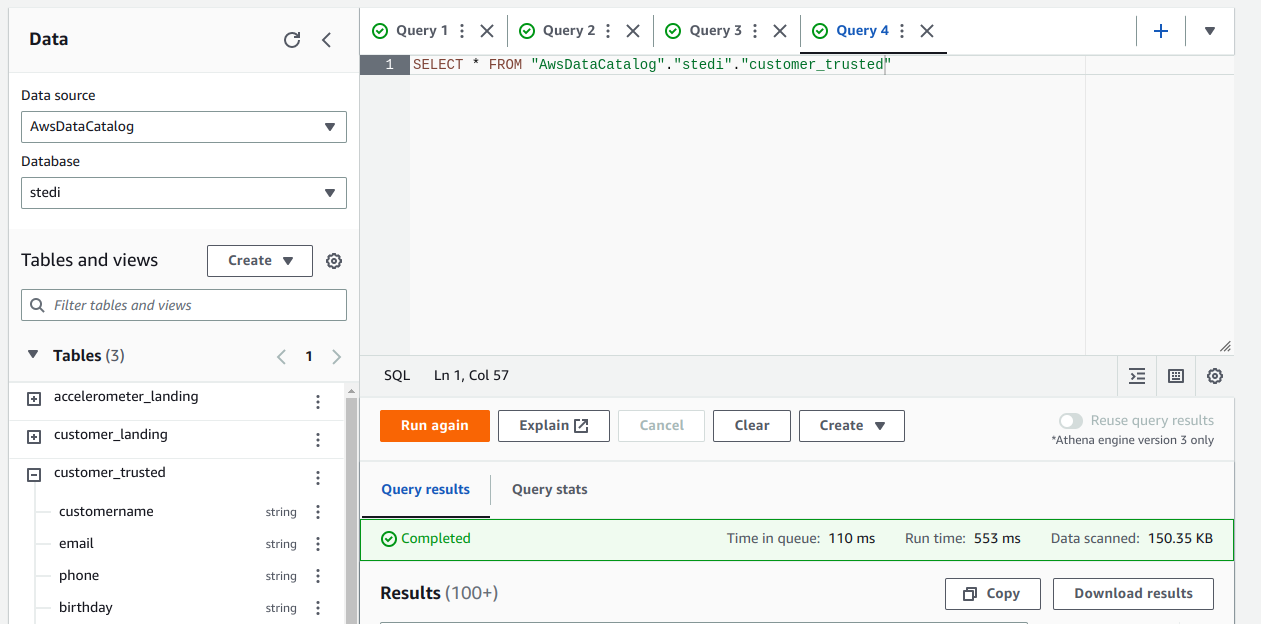 Data
Data source
AwsDataCatalog
Database
stedi
Tables and views
Create
Filter tables and views
Tables (3)
1
accelerometer_landing
customer_landing
customer_trusted
customername string
email string
phone string
birthday string
Query 1
Query 2
Query 3
Query 4
1 SELECT * FROM "AwsDataCatalog"."stedi"."customer_trusted"
SQL Ln 1, Col 57
Run again
Explain
Cancel
Clear
Create
Reuse query results
*Athena engine version 3 only
Query results
Query stats
Completed
Time in queue: 110 ms
Run time: 553 ms
Data scanned: 150.35 KB
Results (100+)
Copy
Download results